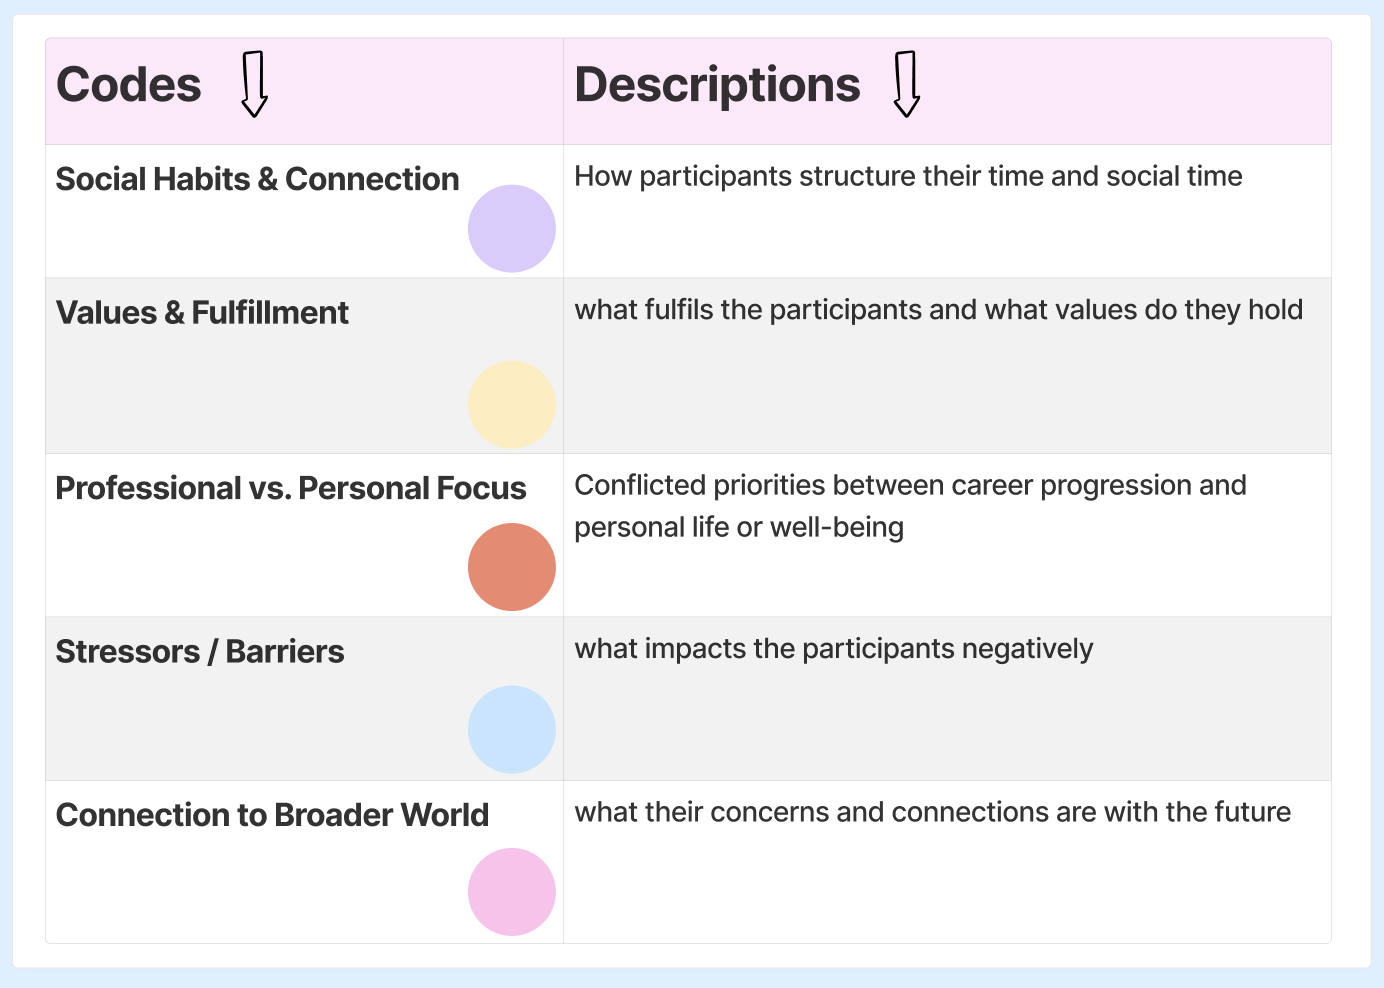 Codes
Descriptions
Social Habits & Connection
How participants structure their time and social time
Values & Fulfillment
what fulfils the participants and what values do they hold
Professional vs. Personal Focus
Conflicted priorities between career progression and
personal life or well-being
Stressors / Barriers
what impacts the participants negatively
Connection to Broader World
what their concerns and connections are with the future